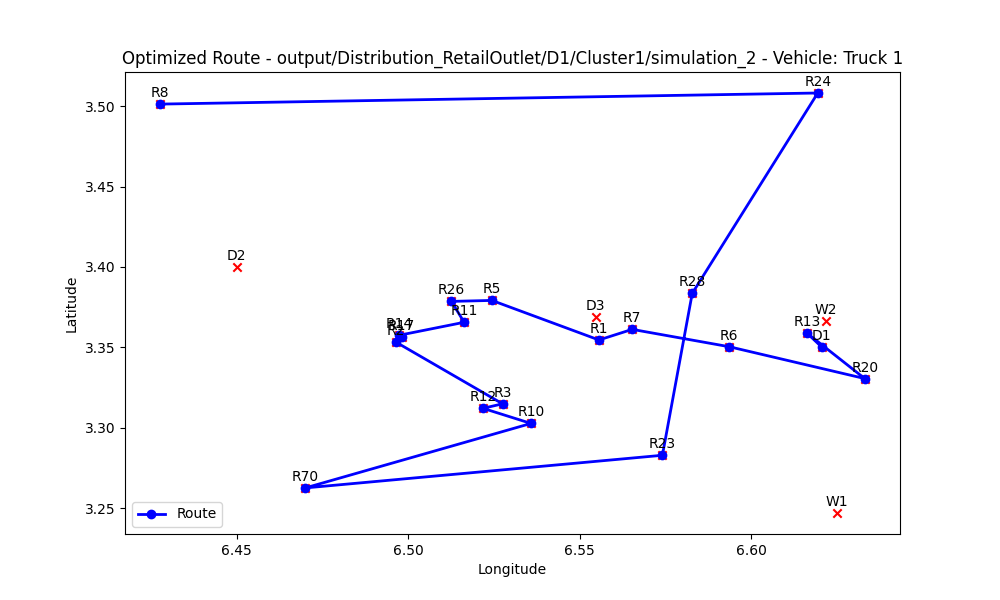 Optimized Route - output/Distribution_RetailOutlet/D1/Cluster1/simulation_2 - Vehicle: Truck 1
R24
R8
3.50
3.45
D2
3.40
R28
R26
R5
D3
W2
R11
R13
R14
R17
R1
R7
R6
D1
3.35
R20
R12
R3
R10
3.30
R23
R70
3.25
W1
Route
6.45
6.50
6.55
6.60
Longitude
Latitude